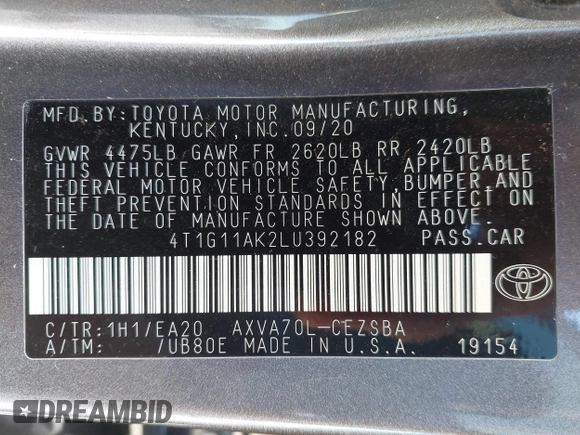 MFD.BY:TOYOTA MOTOR MANUFACTURING,
KENTUCKY,INC.09/20
GVWR 4475LB GAWR FR 2620LB RR 2420LB
THIS VEHICLE CONFORMS TO ALL APPLICABLE
FEDERAL MOTOR VEHICLE SAFETY,BUMPER,AND
THEFT PREVENTION STANDARDS IN EFFECT ON
THE DATE OF MANUFACTURE SHOWN ABOVE.
4T1G11AK2LU392182 PASS.CAR
C/TR:1H1/EA20 AXVA70L-CEZSBA
A/TM: /UB80E MADE IN U.S.A. 19154
TOYOTA
DREAMBID